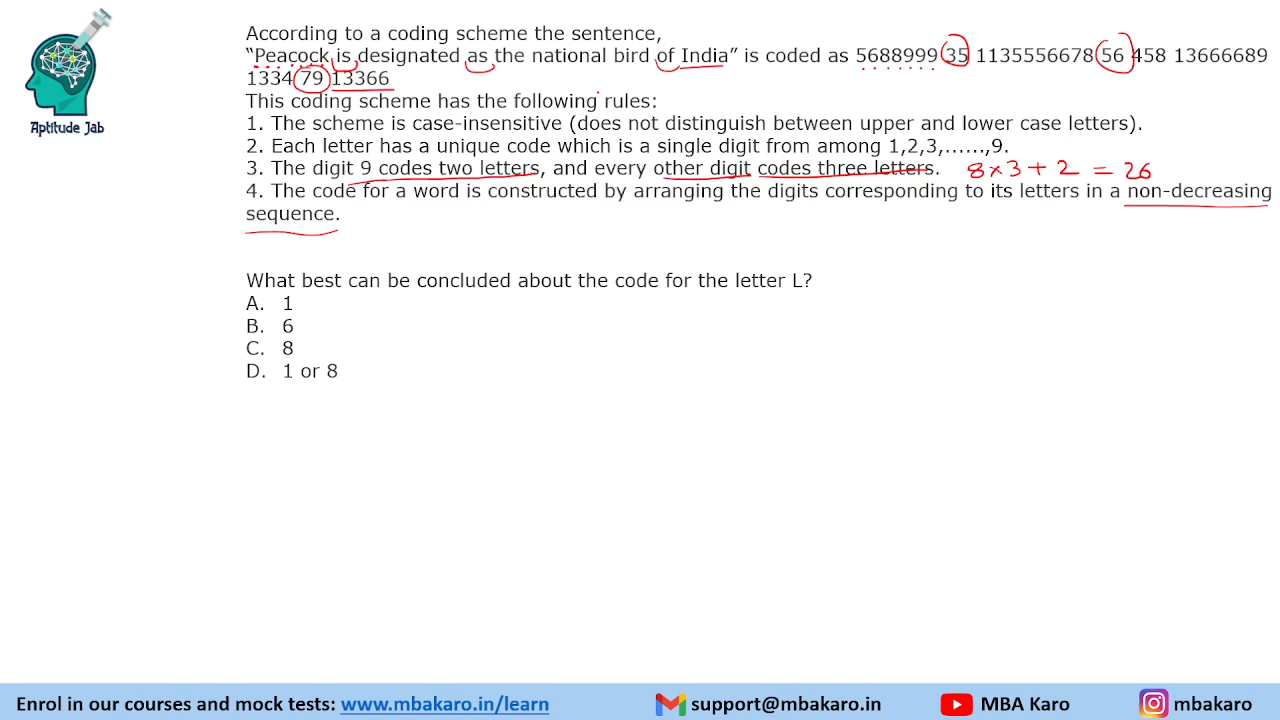 Aptitude Jab
According to a coding scheme the sentence,
“Peacock is designated as the national bird of India” is coded as 5688999 35 1135556678 56 458 13666689
1334 79 13366
This coding scheme has the following rules:
1. The scheme is case-insensitive (does not distinguish between upper and lower case letters).
2. Each letter has a unique code which is a single digit from among 1,2,3,……,9.
3. The digit 9 codes two letters, and every other digit codes three letters. 8×3+2 = 26
4. The code for a word is constructed by arranging the digits corresponding to its letters in a non-decreasing
sequence.
What best can be concluded about the code for the letter L?
A. 1
B. 6
C. 8
D. 1 or 8
Enrol in our courses and mock tests: www.mbakaro.in/learn support@mbakaro.in MBA Karo mbakaro